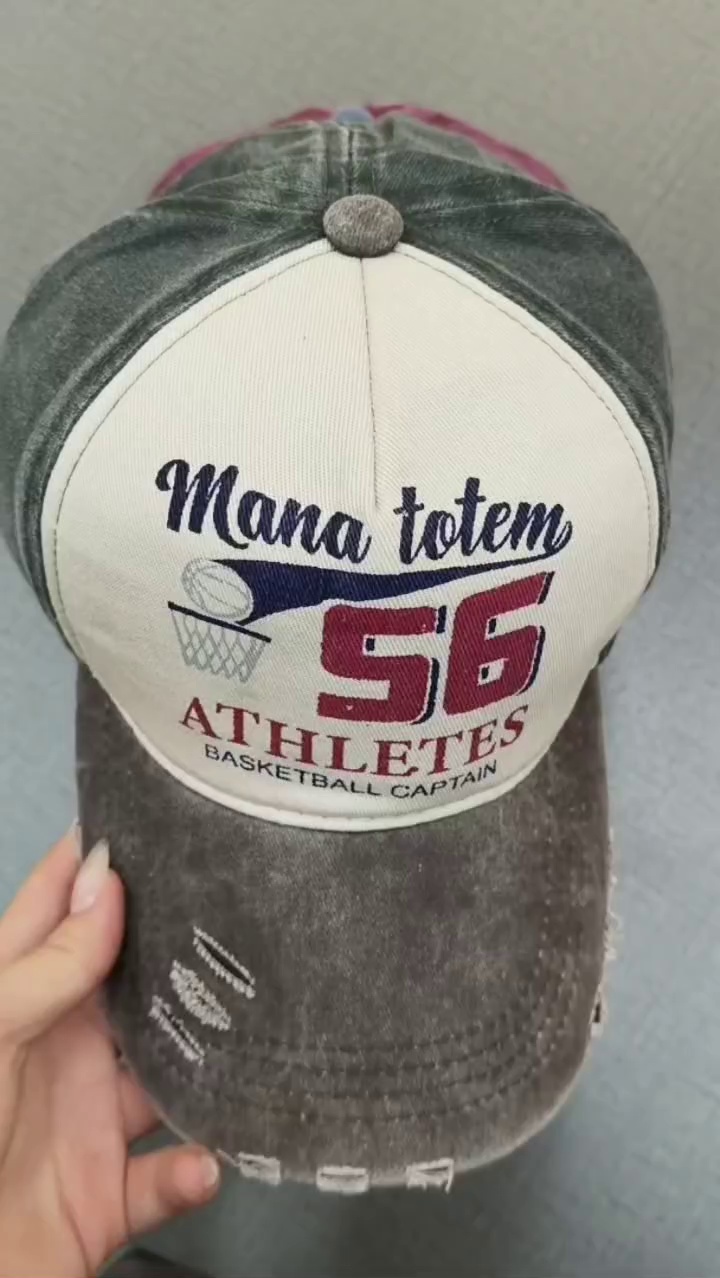 Mana totem
56
ATHLETES
BASKETBALL CAPTAIN